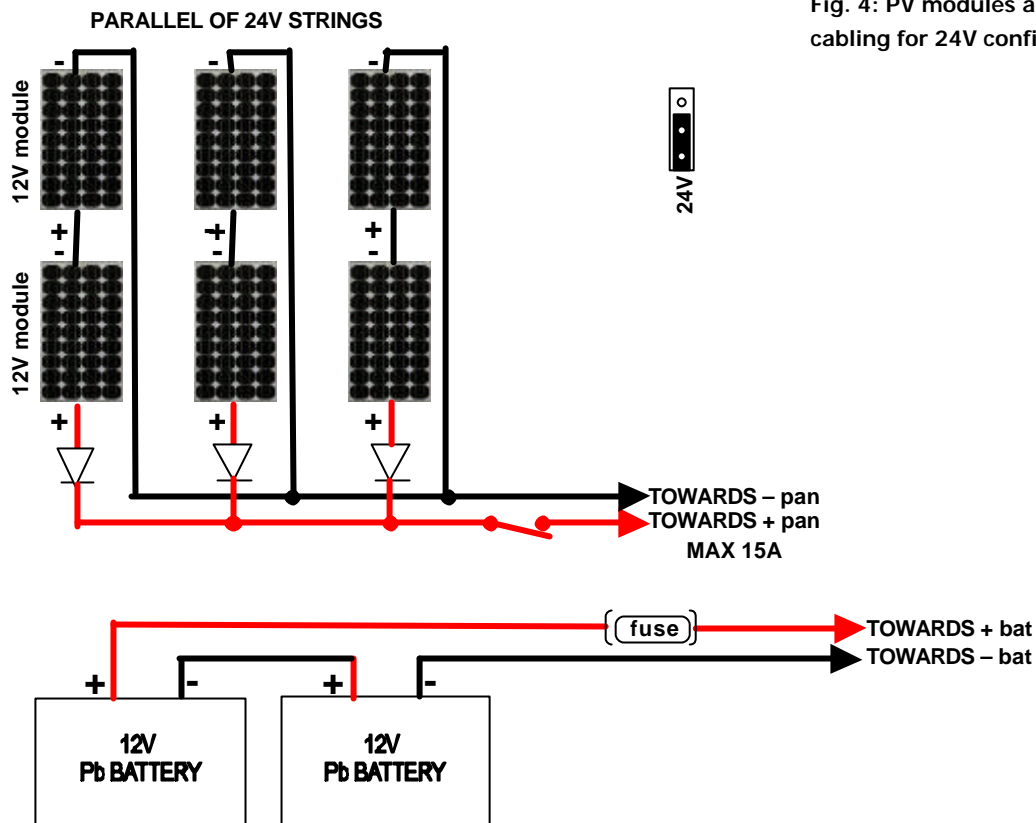 PARALLEL OF 24V STRINGS
Fig. 4: PV modules a
cabling for 24V confi
- - -
12V module
24V
+ -+ +
- - -
12V module
+ + +
TOWARDS – pan
TOWARDS + pan
MAX 15A
fuse
TOWARDS + bat
TOWARDS – bat
+ - + -
12V
Pb BATTERY
12V
Pb BATTERY